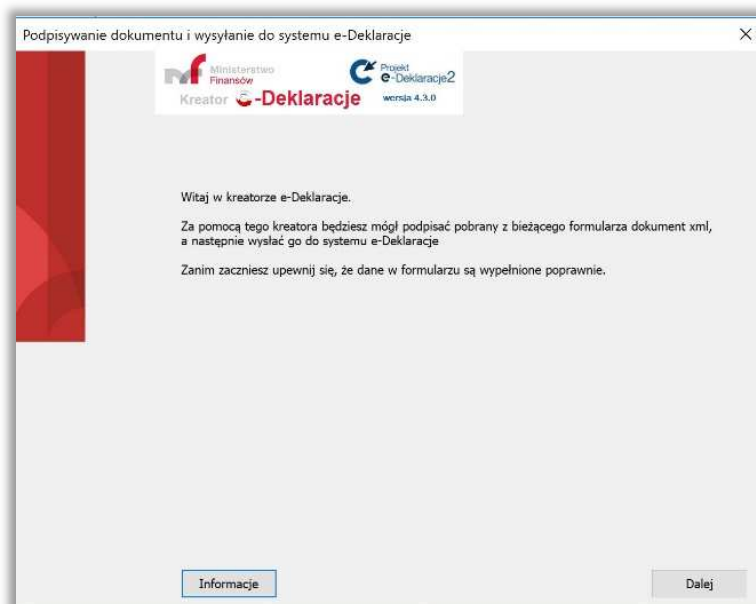 Podpisywanie dokumentu i wysyłanie do systemu e-Deklaracje
Ministerstwo
Finansów
Projekt
e-Deklaracje2
Kreator e-Deklaracje
wersja 4.3.0
Witaj w kreatorze e-Deklaracje.
Za pomocą tego kreatora będziesz mógł podpisać pobrany z bieżącego formularza dokument xml,
a następnie wysłać go do systemu e-Deklaracje
Zanim zaczniesz upewnij się, że dane w formularzu są wypełnione poprawnie.
Informacje
Dalej